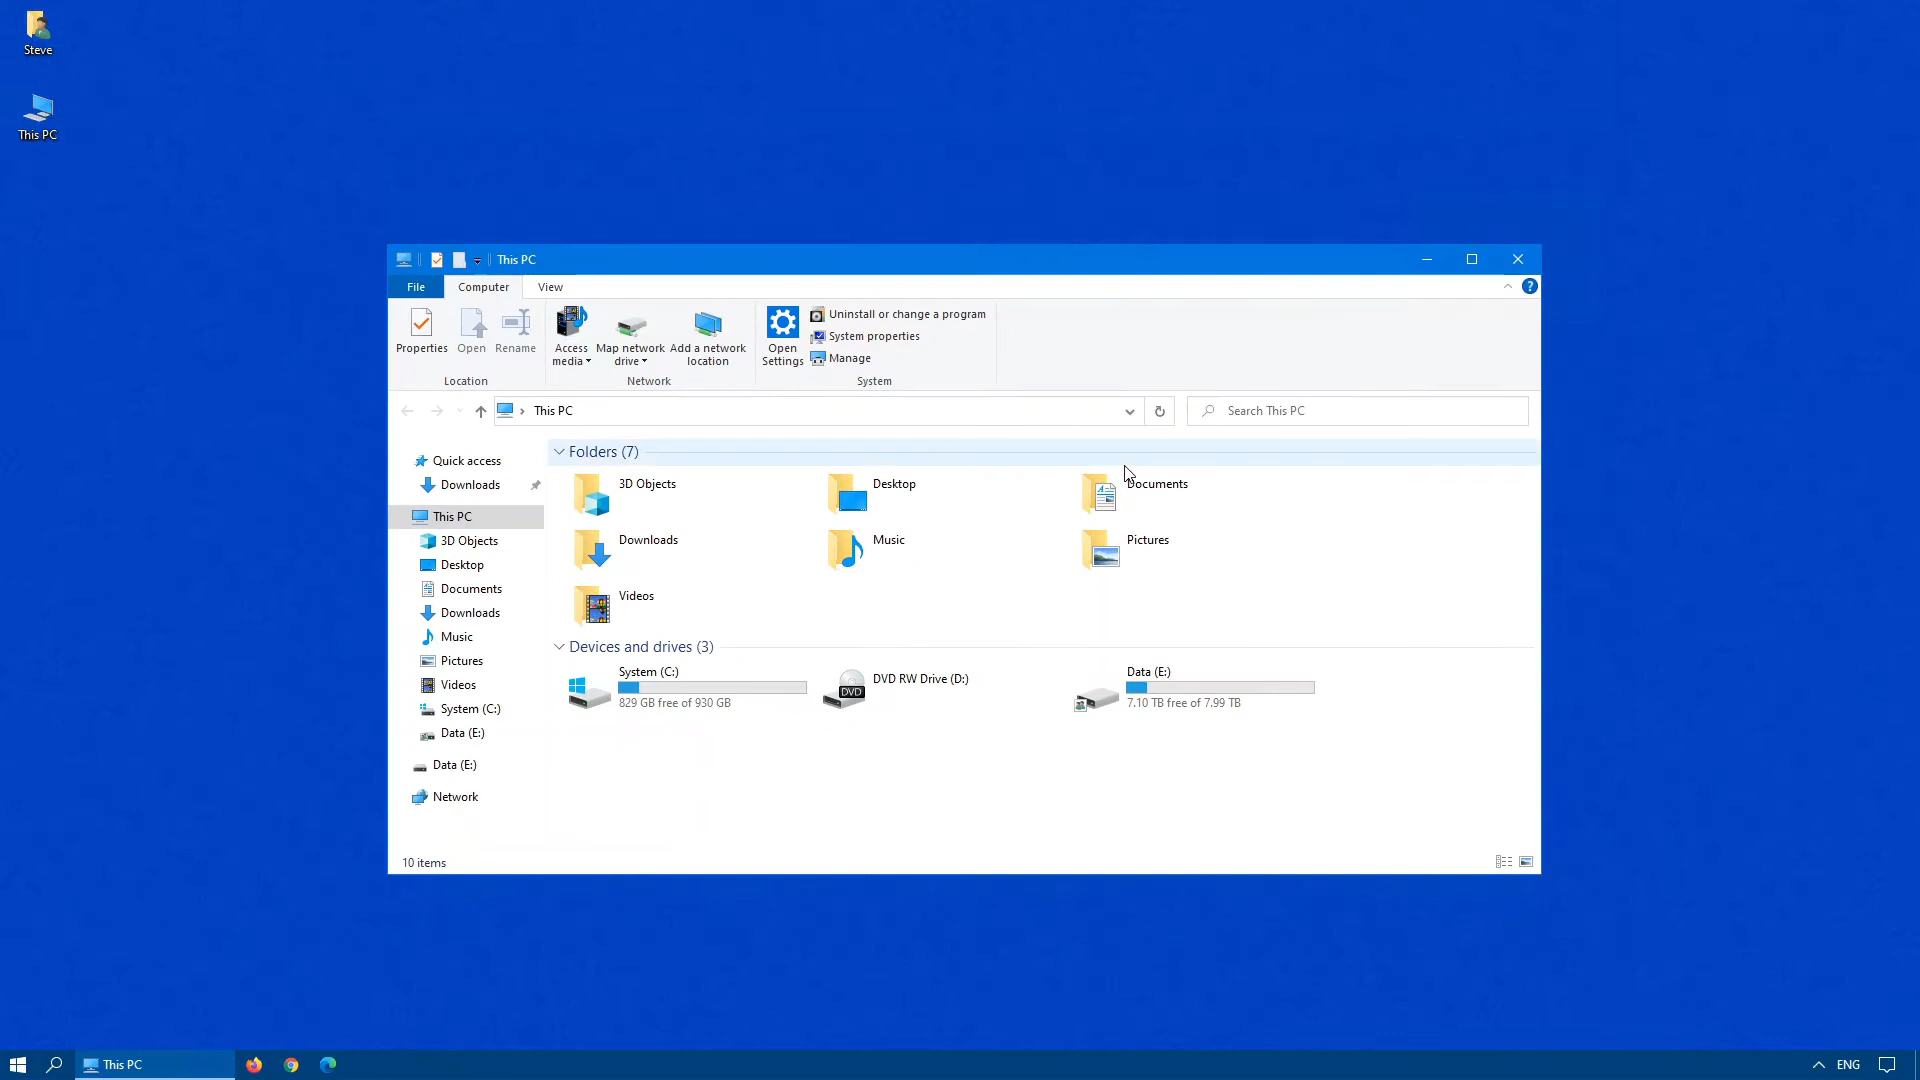 Steve
This PC
This PC
File Computer View
Properties Open Rename Access media Map network drive Add a network location Open Settings
Uninstall or change a program
System properties
Manage
Location Network System
This PC
Search This PC
Quick access
Downloads
This PC
3D Objects
Desktop
Documents
Downloads
Music
Pictures
Videos
System (C:)
Data (E:)
Data (E:)
Network
Folders (7)
3D Objects Desktop Documents
Downloads Music Pictures
Videos
Devices and drives (3)
System (C:)
829 GB free of 930 GB
DVD
DVD RW Drive (D:)
Data (E:)
7.10 TB free of 7.99 TB
10 items
This PC
ENG